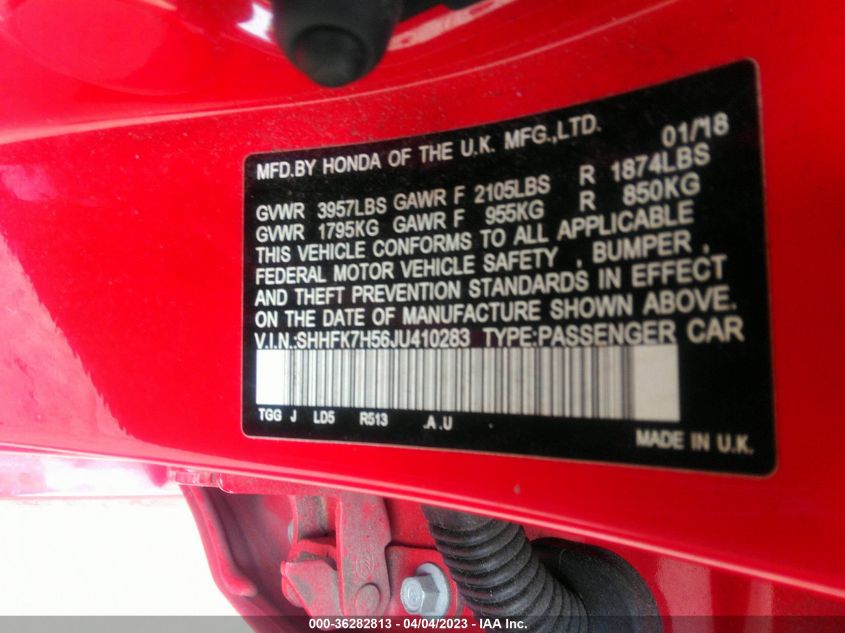 MFD.BY HONDA OF THE U.K. MFG.,LTD. 01/'18
GVWR 3957LBS GAWR F 2105LBS R 1874LBS
GVWR 1795KG GAWR F 955KG R 850KG
THIS VEHICLE CONFORMS TO ALL APPLICABLE
FEDERAL MOTOR VEHICLE SAFETY , BUMPER ,
AND THEFT PREVENTION STANDARDS IN EFFECT
ON THE DATE OF MANUFACTURE SHOWN ABOVE.
V.I.N.:SHHFK7H56JU410283 TYPE:PASSENGER CAR
TGG J LD5 R513 .A .U
MADE IN U.K.
000-36282813 - 04/04/2023 - IAA Inc.